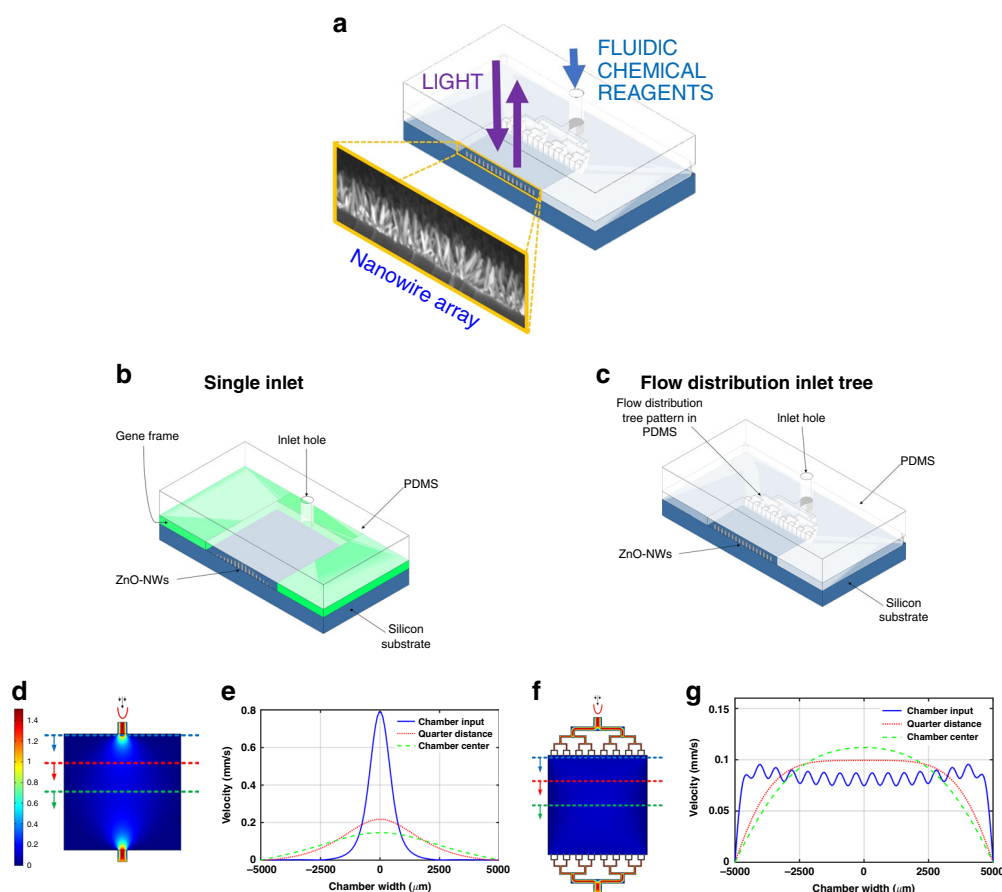 a
LIGHT
FLUIDIC
CHEMICAL
REAGENTS
Nanowire array
b
Single inlet
Gene frame
Inlet hole
PDMS
ZnO-NWs
Silicon
substrate
c
Flow distribution inlet tree
Flow distribution
tree pattern in
PDMS
Inlet hole
PDMS
ZnO-NWs
Silicon
substrate
d
1.4
1.2
1
0.8
0.6
0.4
0.2
0
e
Velocity (mm/s)
0.8
0.6
0.4
0.2
0
−5000
−2500
0
2500
5000
Chamber width (μm)
Chamber input
Quarter distance
Chamber center
f
g
Velocity (mm/s)
0.15
0.1
0.05
0
−5000
−2500
0
2500
5000
Chamber width (μm)
Chamber input
Quarter distance
Chamber center